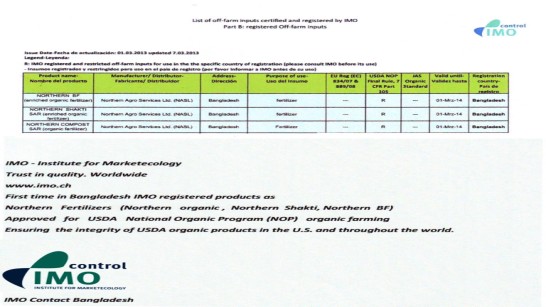 List of off-farm inputs certified and registered by IMO
Part B: registered Off-farm inputs
control
IMO
Issue Date-Fecha de actualización: 01.03.2013 updated 7.03.2013
Legend-Leyenda:
R: IMO registered and restricted off-farm inputs for use in the the specific country of registration (please consult IMO before its use)
- Insumos registrados y restringidos para uso en el país de registro (por favor informar a IMO antes de su uso)
Product name: Nombre del producto | Manufacturer/ Distributor- Fabricante/ Distribuidor | Address- Dirección | Purpose of use- Uso del insumo | EU Reg (EC) 834/07 & 889/08 | USDA NOP Final Rule, 7 CFR Part 205 | JAS Organic Standard | Valid until- Validez hasta | Registration country- País de registro
NORTHERN BF (enriched organic fertilizer) | Northern Agro Services Ltd. (NASL) | Bangladesh | fertilizer | --- | R | --- | 01-Mrz-14 | Bangladesh
NORTHERN SHAKTI SAR (enriched organic fertilizer) | Northern Agro Services Ltd. (NASL) | Bangladesh | fertilizer | --- | R | --- | 01-Mrz-14 | Bangladesh
NORTHERN COMPOST SAR (organic fertilizer) | Northern Agro Services Ltd. (NASL) | Bangladesh | fertilizer | --- | R | --- | 01-Mrz-14 | Bangladesh
IMO - Institute for Marketecology
Trust in quality. Worldwide
www.imo.ch
First time in Bangladesh IMO registered products as
Northern Fertilizers (Northern organic , Northern Shakti, Northern BF)
Approved for USDA National Organic Program (NOP) organic farming
Ensuring the integrity of USDA organic products in the U.S. and throughout the world.
control
IMO
INSTITUTE FOR MARKETECOLOGY
IMO Contact Bangladesh